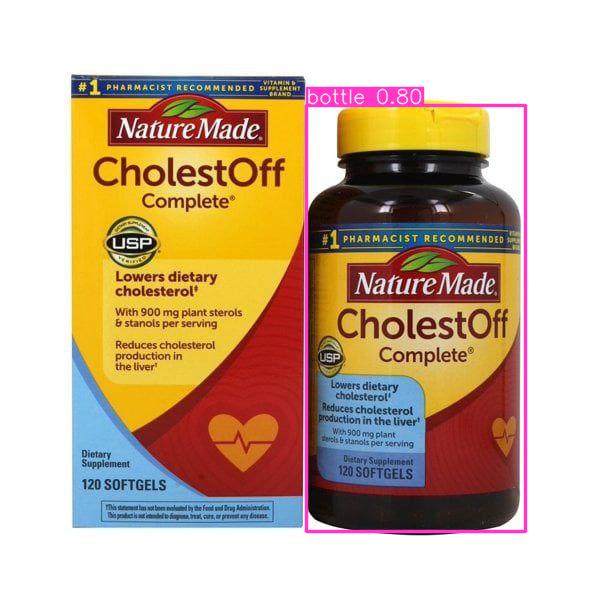 #1 PHARMACIST RECOMMENDED VITAMIN & SUPPLEMENT BRAND
Nature Made
CholestOff
Complete®
DIETARY SUPPLEMENT
USP
VERIFIED
Lowers dietary
cholesterol‡
With 900 mg plant sterols
& stanols per serving
Reduces cholesterol
production in
the liver†
Dietary
Supplement
120 SOFTGELS
†This statement has not been evaluated by the Food and Drug Administration.
This product is not intended to diagnose, treat, cure, or prevent any disease.
bottle 0.80
#1 PHARMACIST RECOMMENDED
Nature Made
CholestOff
Complete®
USP
Lowers dietary
cholesterol‡
Reduces cholesterol
production in the liver†
With 900 mg plant
sterols & stanols per serving
Dietary Supplement
120 SOFTGELS